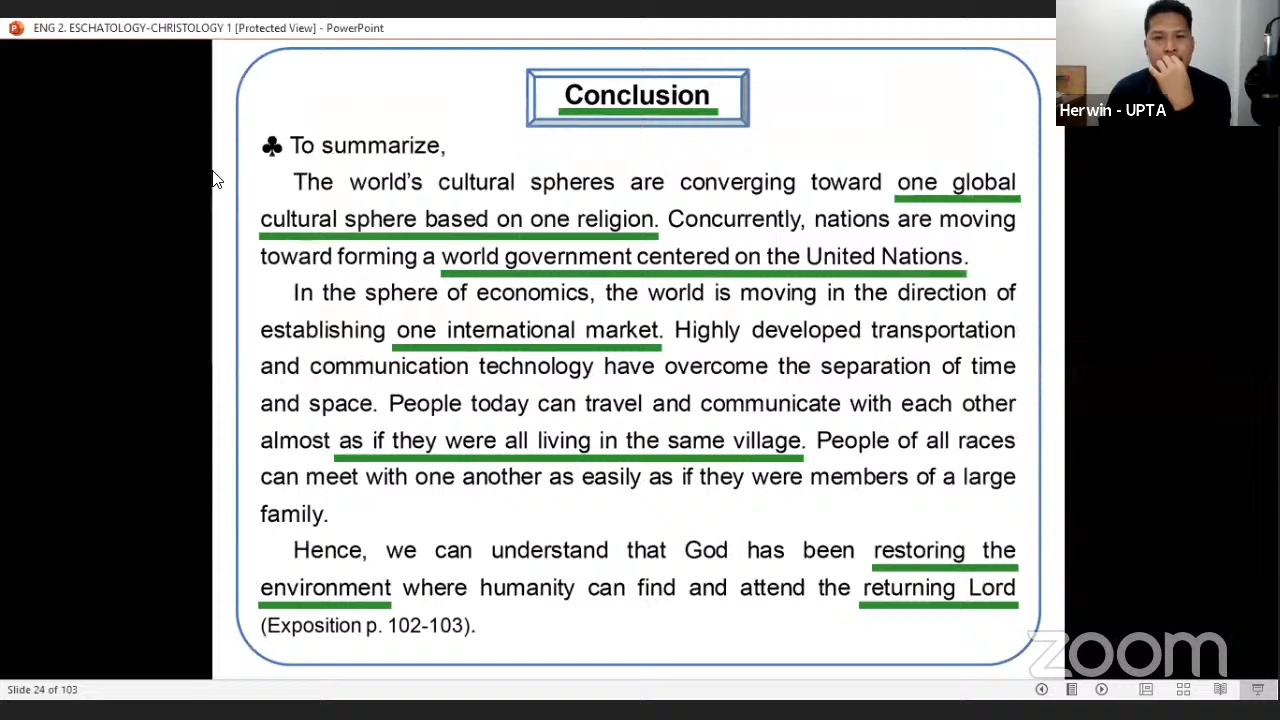 ENG 2. ESCHATOLOGY-CHRISTOLOGY 1 [Protected View] - PowerPoint
Herwin - UPTA
Conclusion
♣ To summarize,
The world's cultural spheres are converging toward one global
cultural sphere based on one religion. Concurrently, nations are moving
toward forming a world government centered on the United Nations.
In the sphere of economics, the world is moving in the direction of
establishing one international market. Highly developed transportation
and communication technology have overcome the separation of time
and space. People today can travel and communicate with each other
almost as if they were all living in the same village. People of all races
can meet with one another as easily as if they were members of a large
family.
Hence, we can understand that God has been restoring the
environment where humanity can find and attend the returning Lord
(Exposition p. 102-103).
zoom
Slide 24 of 103